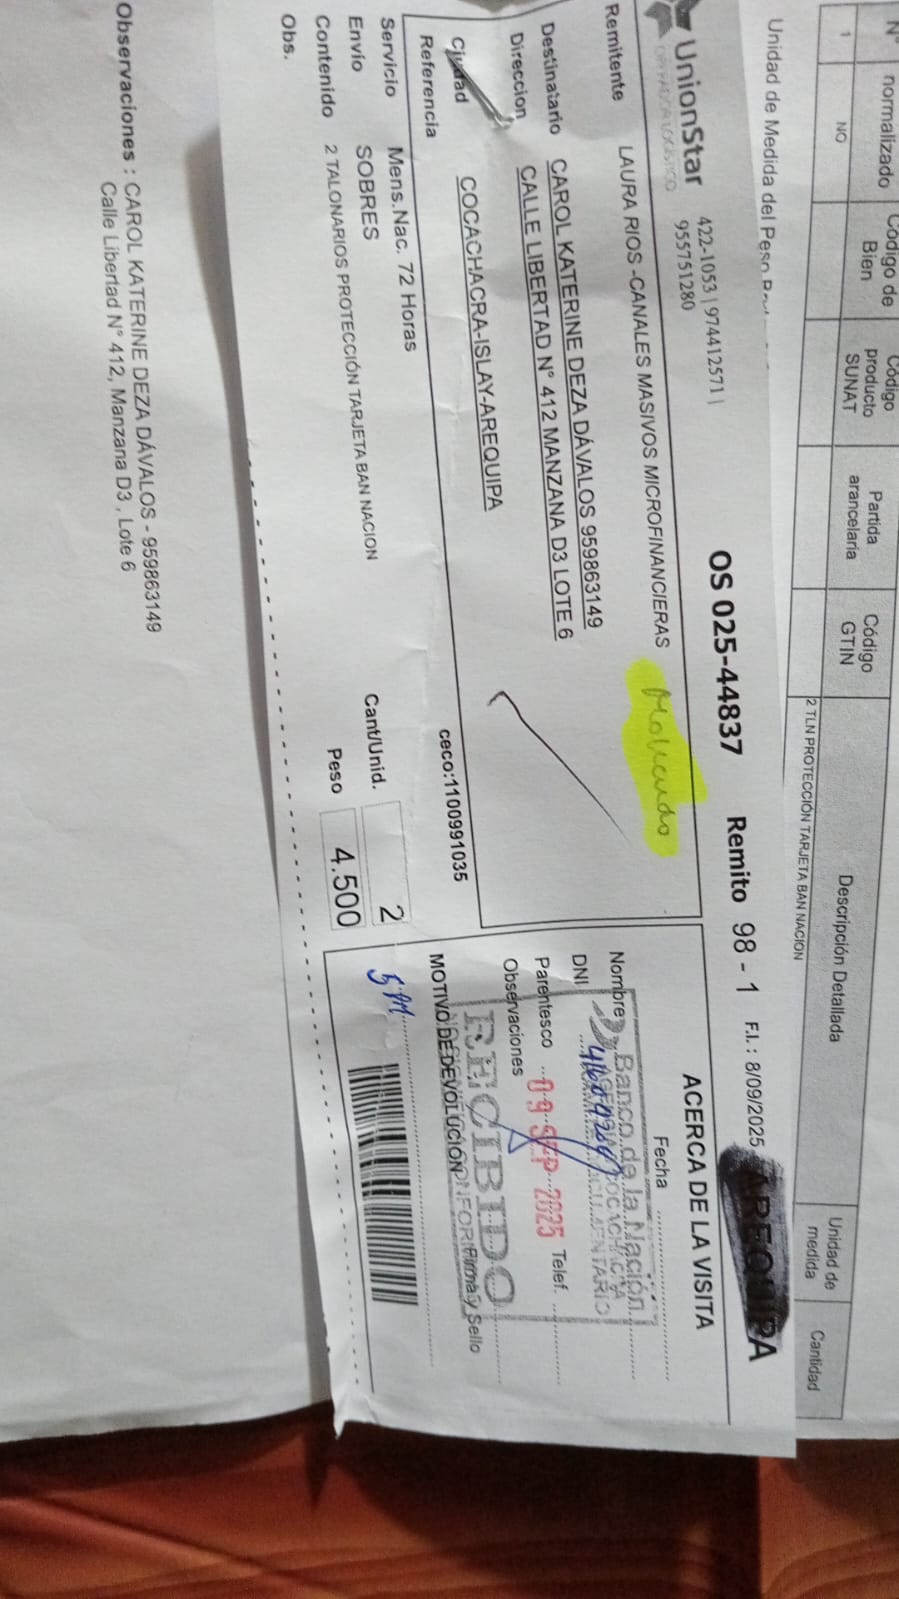 N° normalizado Código de Bien Código producto SUNAT Partida arancelaria Código GTIN Descripción Detallada Unidad de medida Cantidad
1 NO 2 TLN PROTECCIÓN TARJETA BAN NACION
Unidad de Medida del Peso
UnionStar 422-1053 | 974412571 |
OPERADOR LOGÍSTICO 955751280
OS 025-44837 Remito 98 - 1 F.I. : 8/09/2025 AREQUIPA
Remitente LAURA RIOS -CANALES MASIVOS MICROFINANCIERAS
Mollendo
Destinatario CAROL KATERINE DEZA DÁVALOS 959863149
Direccion CALLE LIBERTAD N° 412 MANZANA D3 LOTE 6
Ciudad COCACHACRA-ISLAY-AREQUIPA
Referencia ceco:1100991035
Servicio Mens.Nac. 72 Horas
Envío SOBRES Cant/Unid. 2
Contenido 2 TALONARIOS PROTECCIÓN TARJETA BAN NACION Peso 4.500
Obs.
ACERCA DE LA VISITA
Fecha
Nombre
DNI
Parentesco Telef.
Observaciones
Firma y Sello
MOTIVO DE DEVOLUCIÓN
Banco de la Nación
AGENCIA COCACHACRA
09 SEP 2025
RECIBIDO
Observaciones : CAROL KATERINE DEZA DÁVALOS - 959863149
Calle Libertad N° 412, Manzana D3 , Lote 6